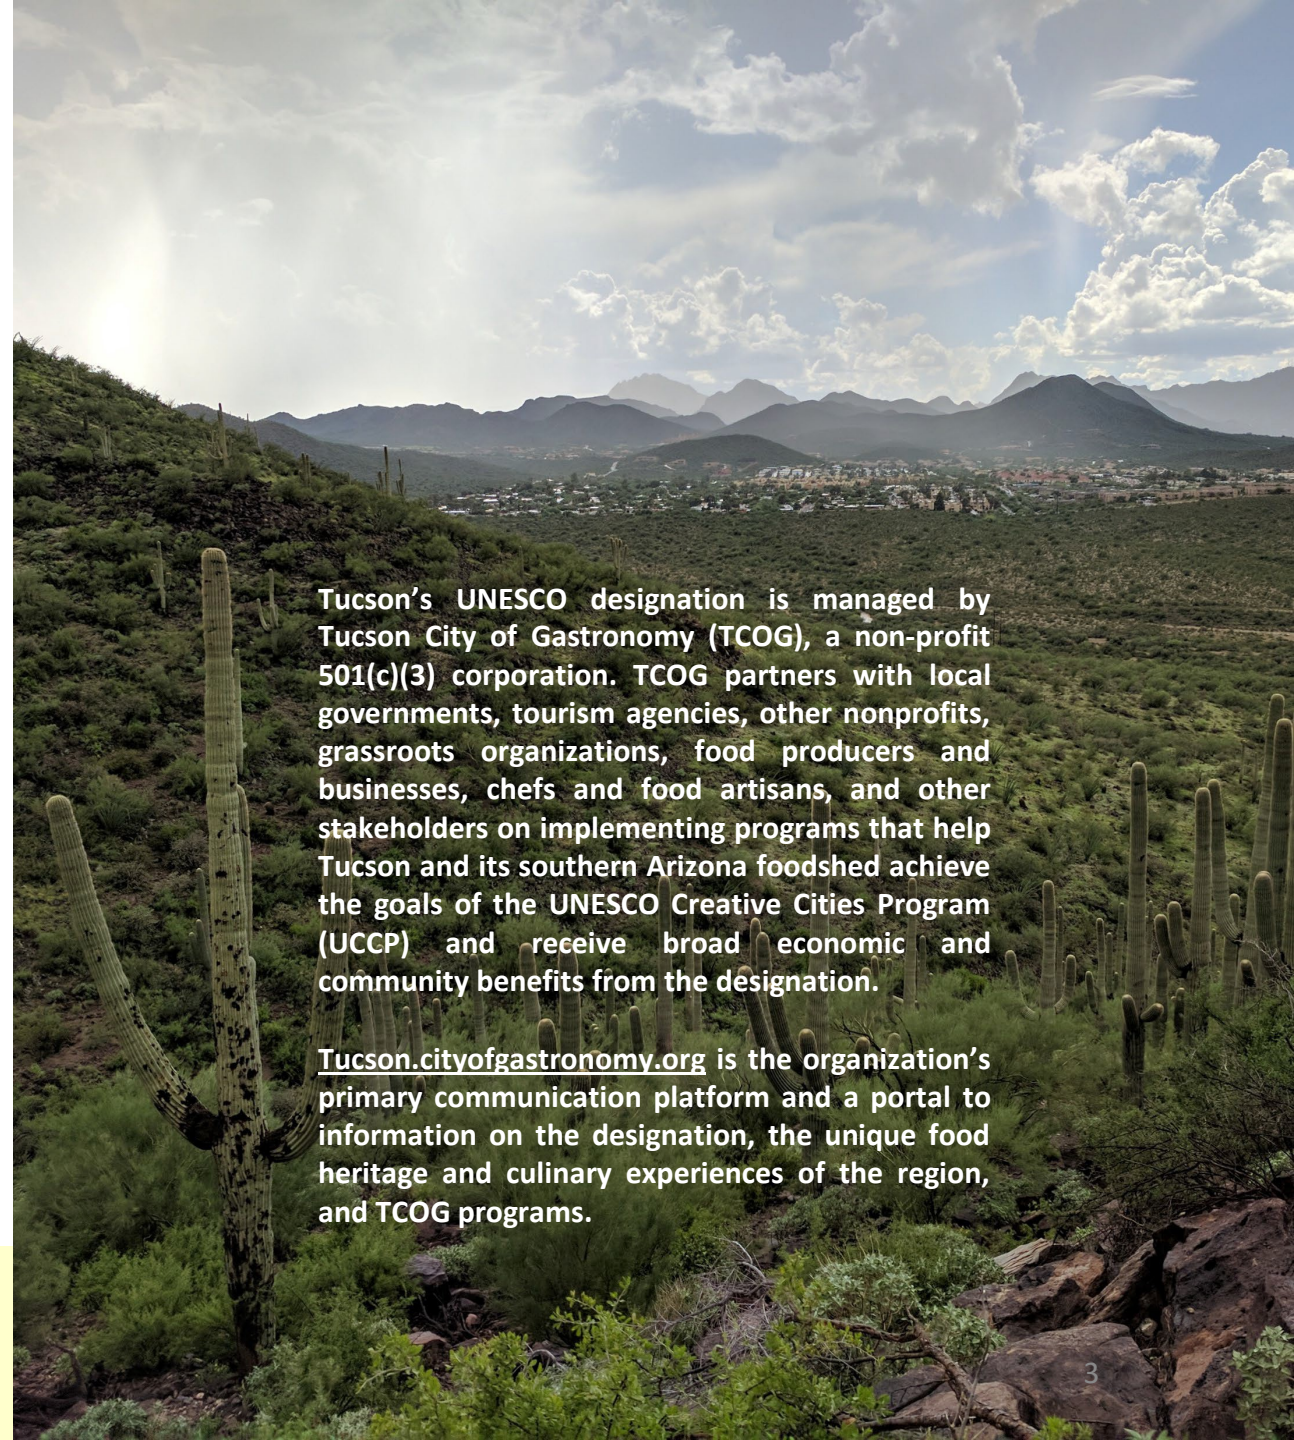 Tucson’s UNESCO designation is managed by
Tucson City of Gastronomy (TCOG), a non-profit
501(c)(3) corporation. TCOG partners with local
governments, tourism agencies, other nonprofits,
grassroots organizations, food producers and
businesses, chefs and food artisans, and other
stakeholders on implementing programs that help
Tucson and its southern Arizona foodshed achieve
the goals of the UNESCO Creative Cities Program
(UCCP) and receive broad economic and
community benefits from the designation.
Tucson.cityofgastronomy.org is the organization’s
primary communication platform and a portal to
information on the designation, the unique food
heritage and culinary experiences of the region,
and TCOG programs.
3